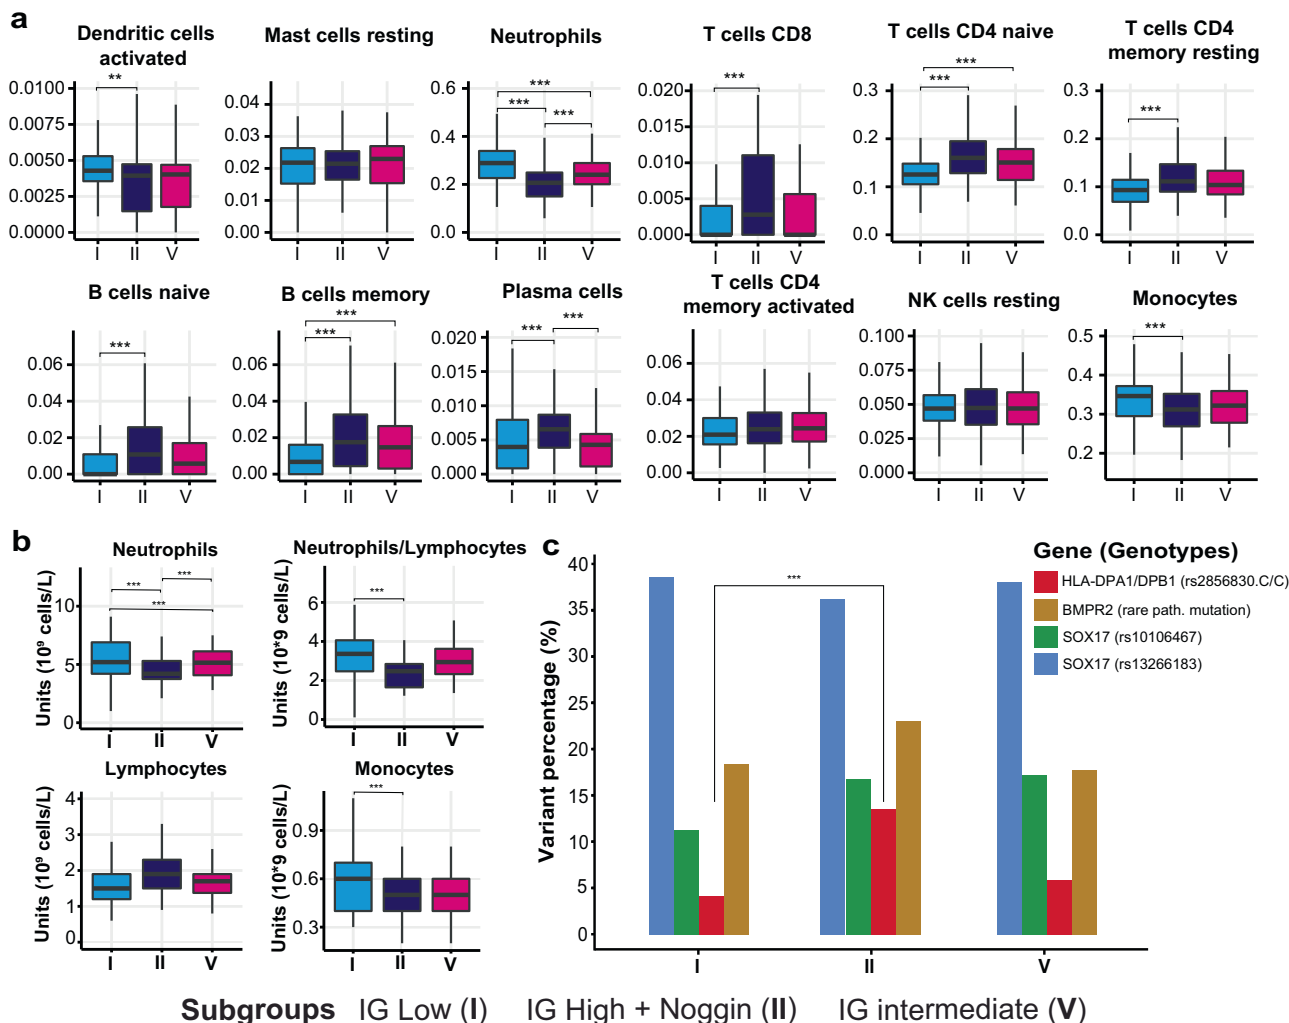 a
Dendritic cells
activated
Mast cells resting
Neutrophils
T cells CD8
T cells CD4 naive
T cells CD4
memory resting
0.0100
0.0075
0.0050
0.0025
0.0000
**
I II V
0.04
0.03
0.02
0.01
0.00
I II V
0.6
0.4
0.2
0.0
***
*** ***
I II V
0.020
0.015
0.010
0.005
0.000
***
I II V
0.3
0.2
0.1
0.0
***
***
I II V
0.3
0.2
0.1
0.0
***
I II V
B cells naive
B cells memory
Plasma cells
T cells CD4
memory activated
NK cells resting
Monocytes
0.06
0.04
0.02
0.00
***
I II V
0.06
0.04
0.02
0.00
***
***
I II V
0.020
0.015
0.010
0.005
0.000
*** ***
I II V
0.06
0.04
0.02
0.00
I II V
0.100
0.075
0.050
0.025
0.000
I II V
0.5
0.4
0.3
0.2
***
I II V
b
Neutrophils
Units (10⁹ cells/L)
10
5
0
*** ***
***
I II V
Neutrophils/Lymphocytes
Units (10*9 cells/L)
6
4
2
0
***
I II V
Lymphocytes
Units (10⁹ cells/L)
4
3
2
1
0
I II V
Monocytes
Units (10*9 cells/L)
0.9
0.6
0.3
***
I II V
c
Variant percentage (%)
40
35
30
25
20
15
10
5
0
***
I II V
Gene (Genotypes)
HLA-DPA1/DPB1 (rs2856830.C/C)
BMPR2 (rare path. mutation)
SOX17 (rs10106467)
SOX17 (rs13266183)
Subgroups IG Low (I) IG High + Noggin (II) IG intermediate (V)